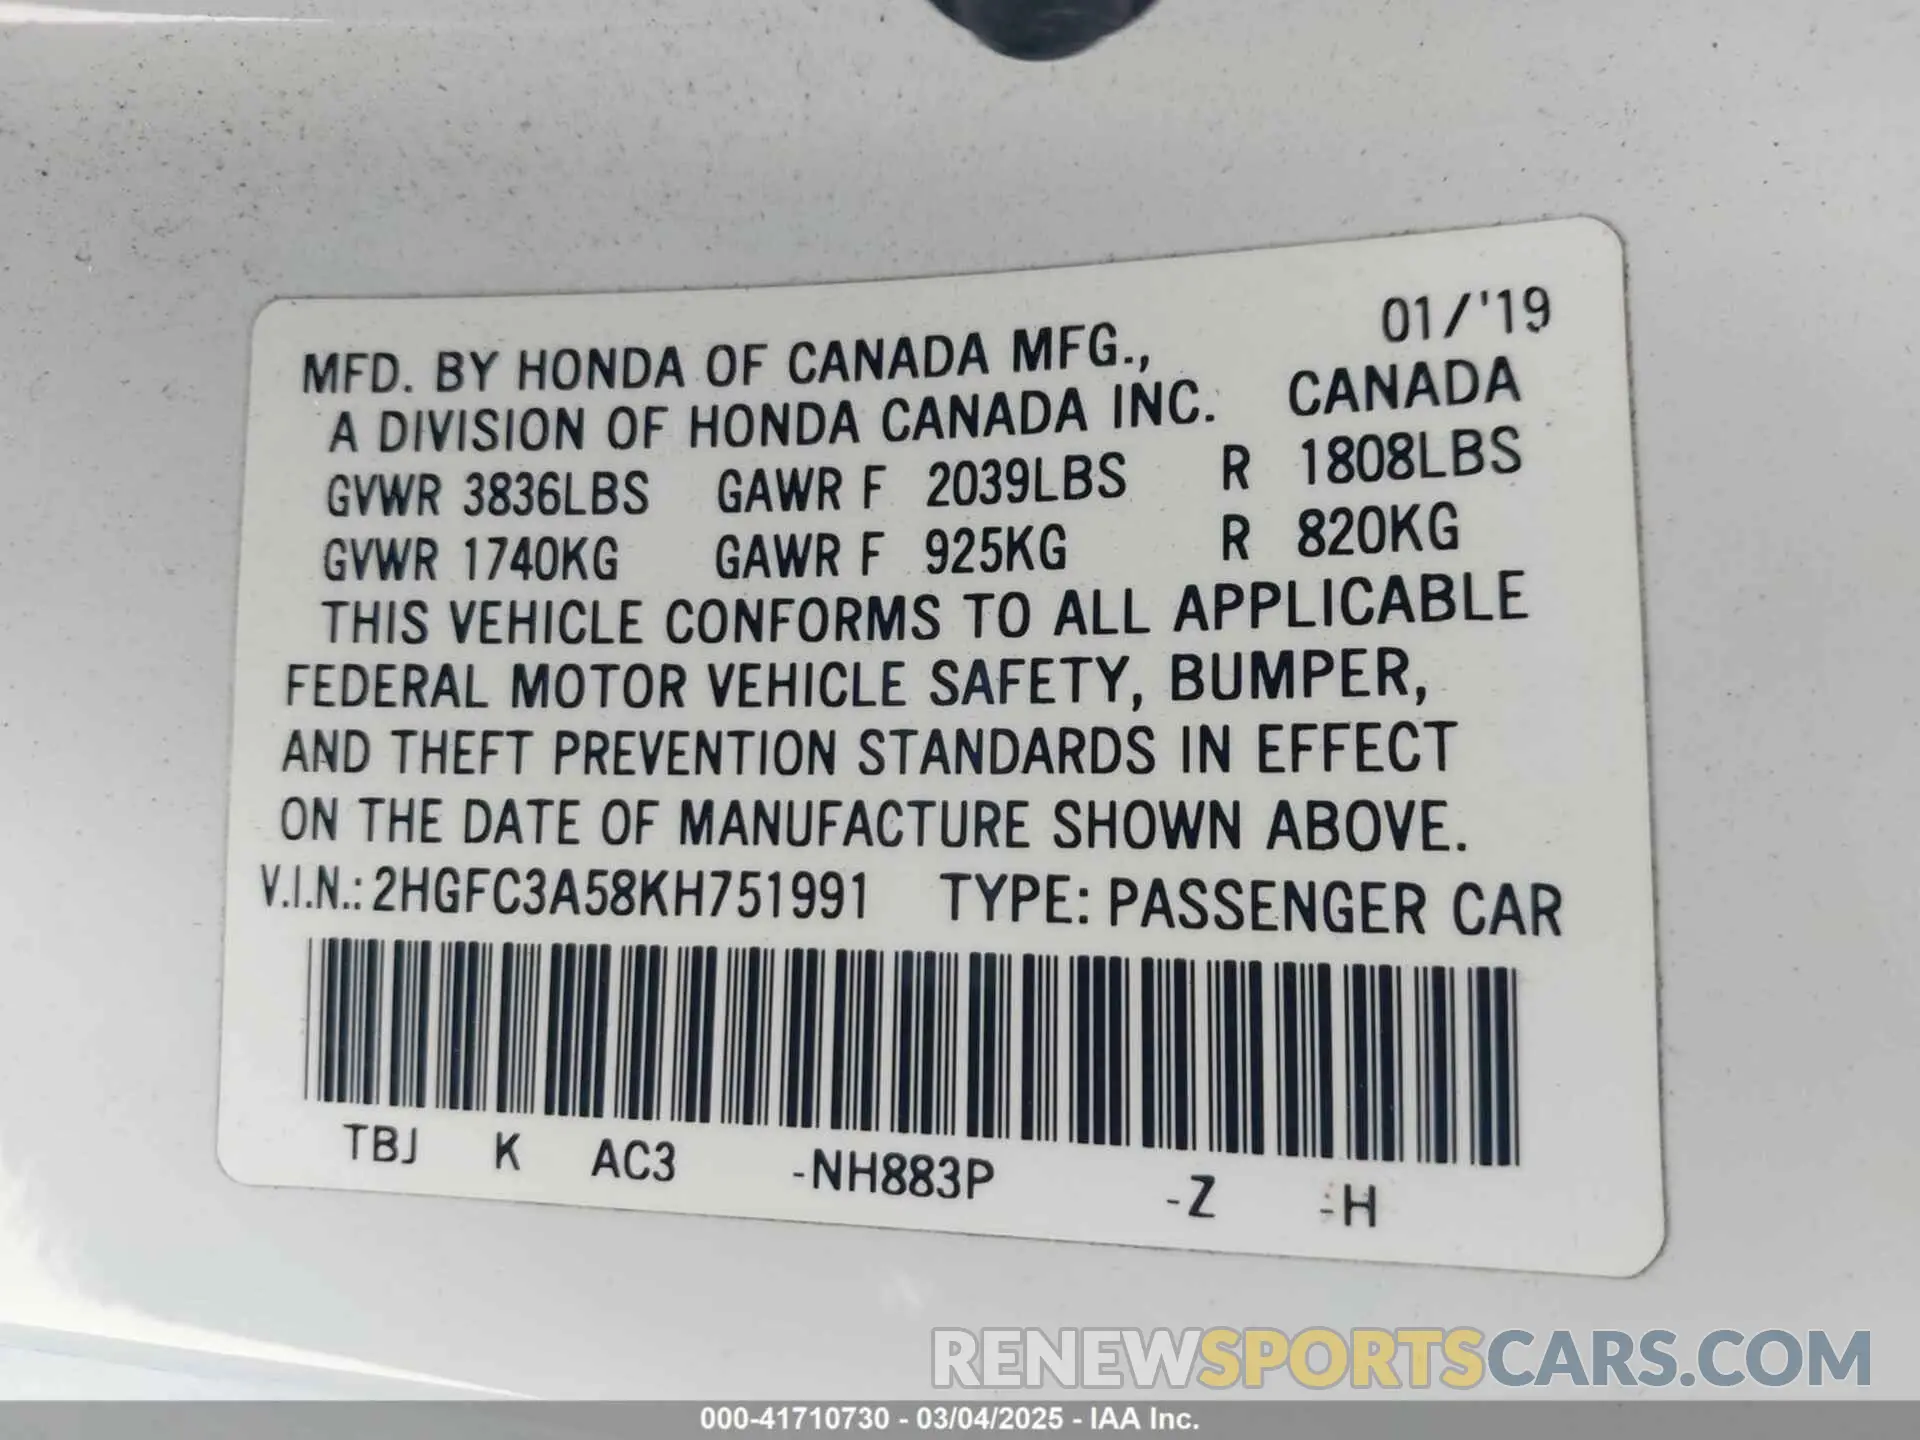 01/'19
MFD. BY HONDA OF CANADA MFG.,
A DIVISION OF HONDA CANADA INC. CANADA
GVWR 3836LBS GAWR F 2039LBS R 1808LBS
GVWR 1740KG GAWR F 925KG R 820KG
THIS VEHICLE CONFORMS TO ALL APPLICABLE
FEDERAL MOTOR VEHICLE SAFETY, BUMPER,
AND THEFT PREVENTION STANDARDS IN EFFECT
ON THE DATE OF MANUFACTURE SHOWN ABOVE.
V.I.N.: 2HGFC3A58KH751991 TYPE: PASSENGER CAR
TBJ K AC3 -NH883P -Z -H
RENEWSPORTSCARS.COM
000-41710730 - 03/04/2025 - IAA Inc.